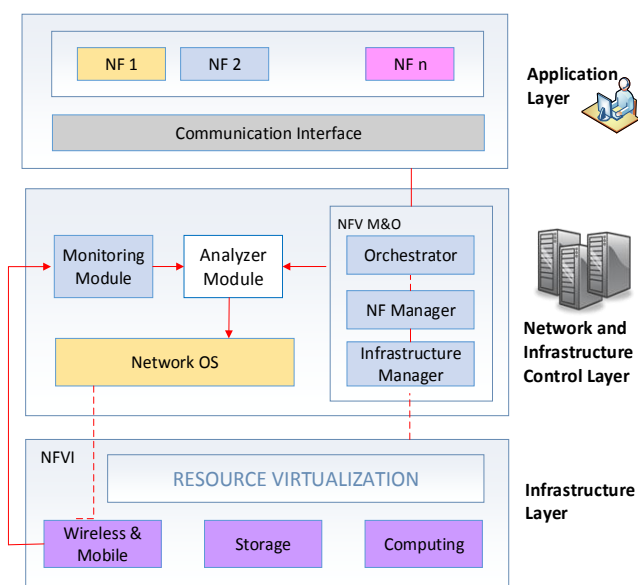 NF 1
NF 2
NF n
Communication Interface
Application
Layer
NFV M&O
Monitoring
Module
Analyzer
Module
Orchestrator
NF Manager
Infrastructure
Manager
Network OS
Network and
Infrastructure
Control Layer
NFVI
RESOURCE VIRTUALIZATION
Wireless &
Mobile
Storage
Computing
Infrastructure
Layer